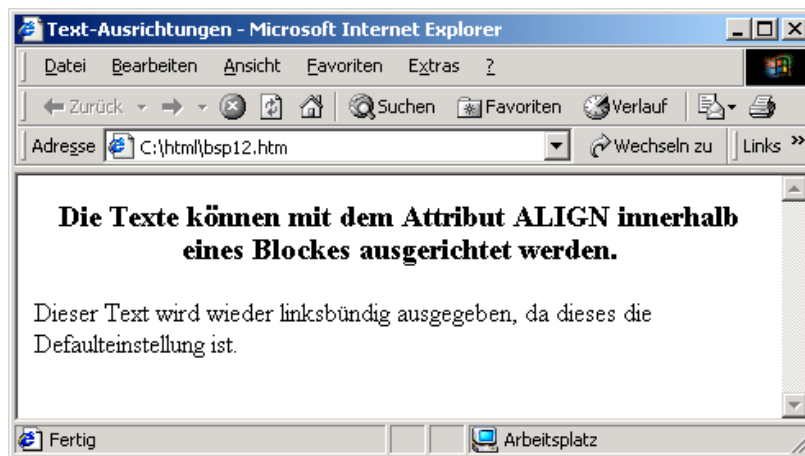 Text-Ausrichtungen - Microsoft Internet Explorer
Datei Bearbeiten Ansicht Favoriten Extras ?
Zurück Suchen Favoriten Verlauf
Adresse C:\html\bsp12.htm Wechseln zu Links »
Die Texte können mit dem Attribut ALIGN innerhalb
eines Blockes ausgerichtet werden.
Dieser Text wird wieder linksbündig ausgegeben, da dieses die
Defaulteinstellung ist.
Fertig Arbeitsplatz